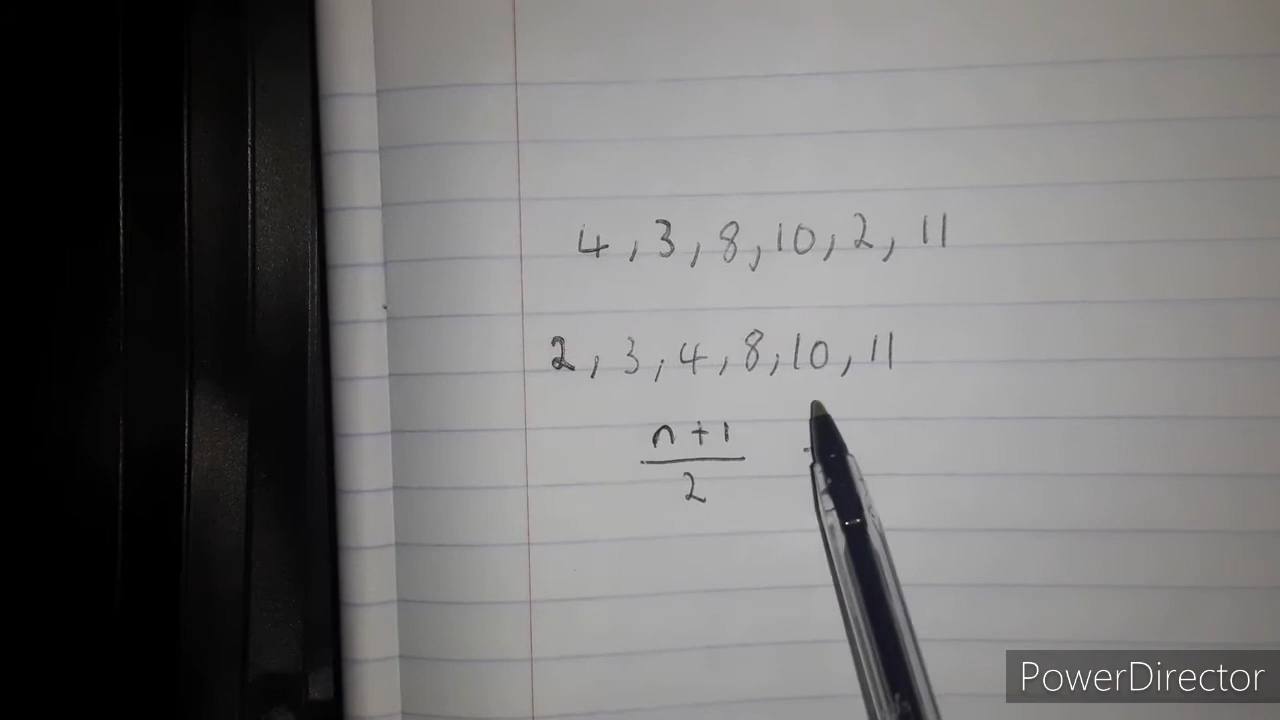 4, 3, 8, 10, 2, 11
2, 3, 4, 8, 10, 11
n + 1
2
PowerDirector